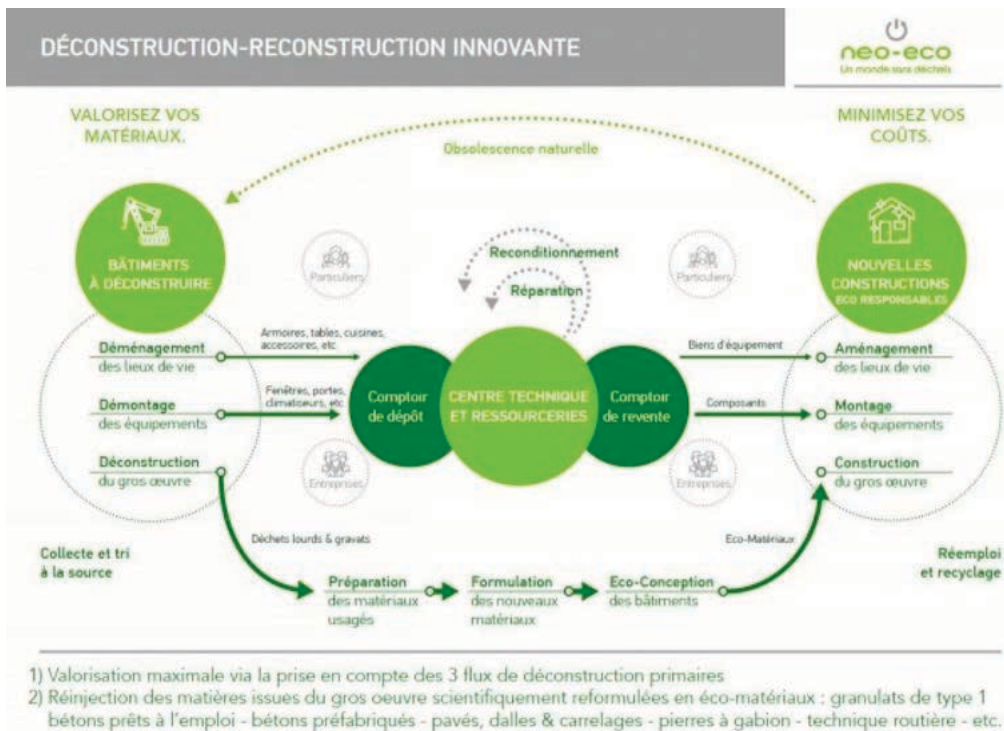 DÉCONSTRUCTION-RECONSTRUCTION INNOVANTE
neo-eco
Un monde sans déchets
VALORISEZ VOS
MATÉRIAUX.
MINIMISEZ VOS
COÛTS.
Obsolescence naturelle
BÂTIMENTS
À DÉCONSTRUIRE
Particuliers
Reconditionnement
Réparation
Particuliers
NOUVELLES
CONSTRUCTIONS
ECO RESPONSABLES
Déménagement
des lieux de vie
Armoires, tables, cuisines,
accessoires, etc
Démontage
des équipements
Fenêtres, portes,
climatiseurs, etc
Déconstruction
du gros œuvre
Comptoir
de dépôt
CENTRE TECHNIQUE
ET RESSOURCERIES
Comptoir
de revente
Biens d'équipement
Composants
Aménagement
des lieux de vie
Montage
des équipements
Construction
du gros œuvre
Entreprises
Entreprises
Déchets lourds & gravats
Eco-Matériaux
Collecte et tri
à la source
Réemploi
et recyclage
Préparation
des matériaux
usagés
Formulation
des nouveaux
matériaux
Eco-Conception
des bâtiments
1) Valorisation maximale via la prise en compte des 3 flux de déconstruction primaires
2) Réinjection des matières issues du gros oeuvre scientifiquement reformulées en éco-matériaux : granulats de type 1
bétons prêts à l'emploi - bétons préfabriqués - pavés, dalles & carrelages - pierres à gabion - technique routière - etc.